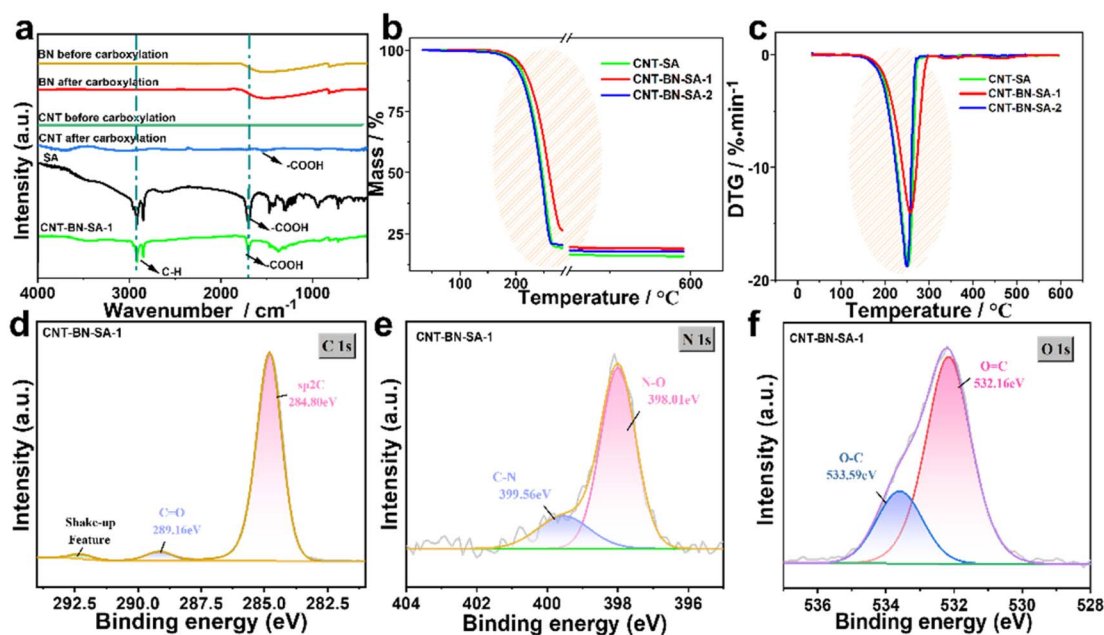 a
BN before carboxylation
BN after carboxylation
CNT before carboxylation
CNT after carboxylation
-COOH
SA
-COOH
CNT-BN-SA-1
C-H
-COOH
Intensity (a.u.)
4000 3000 2000 1000
Wavenumber / cm-1
b
100
75
50
25
Mass / %
CNT-SA
CNT-BN-SA-1
CNT-BN-SA-2
200 600
Temperature / °C
c
0
-10
-20
DTG / %·min-1
CNT-SA
CNT-BN-SA-1
CNT-BN-SA-2
0 100 200 300 400 500 600
Temperature / °C
d
CNT-BN-SA-1
C 1s
sp2C
284.80eV
C=O
289.16eV
Shake-up
Feature
Intensity (a.u.)
292.5 290.0 287.5 285.0 282.5
Binding energy (eV)
e
CNT-BN-SA-1
N 1s
N-O
398.01eV
C-N
399.56eV
Intensity (a.u.)
404 402 400 398 396
Binding energy (eV)
f
CNT-BN-SA-1
O 1s
O=C
532.16eV
O-C
533.59eV
Intensity (a.u.)
536 534 532 530 528
Binding energy (eV)